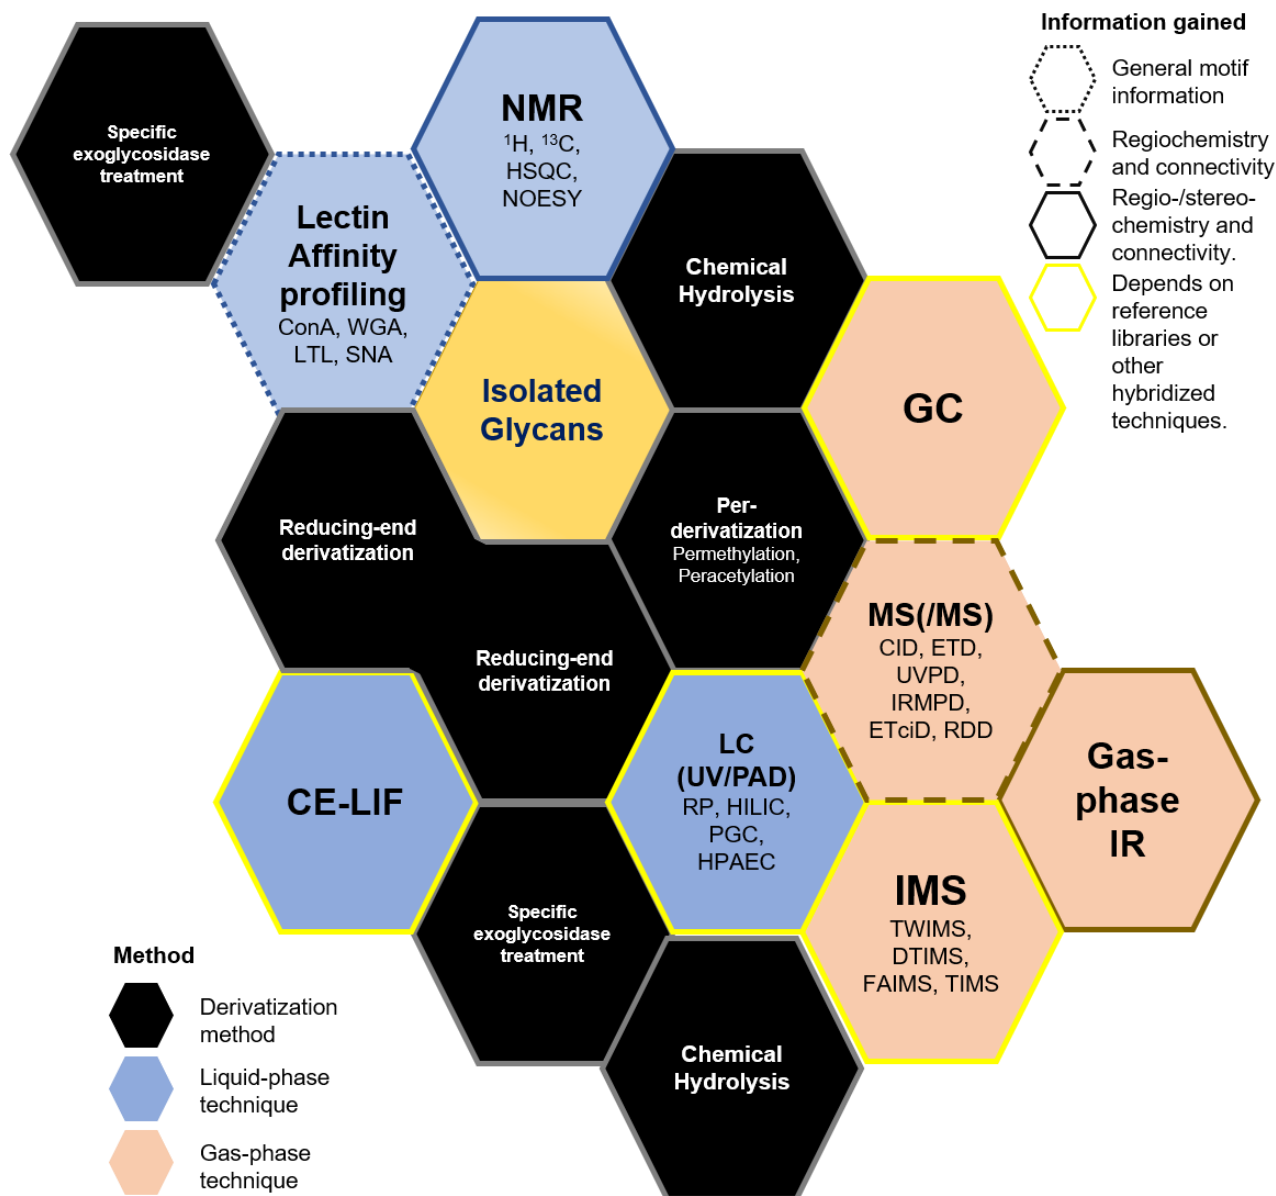 Information gained
General motif
information
Regiochemistry
and connectivity
Regio-/stereo-
chemistry and
connectivity.
Depends on
reference
libraries or
other
hybridized
techniques.
Specific
exoglycosidase
treatment
NMR
¹H, ¹³C,
HSQC,
NOESY
Lectin
Affinity
profiling
ConA, WGA,
LTL, SNA
Chemical
Hydrolysis
Isolated
Glycans
GC
Reducing-end
derivatization
Per-
derivatization
Permethylation,
Peracetylation
MS(/MS)
CID, ETD,
UVPD,
IRMPD,
ETciD, RDD
Reducing-end
derivatization
CE-LIF
LC
(UV/PAD)
RP, HILIC,
PGC,
HPAEC
Gas-
phase
IR
IMS
TWIMS,
DTIMS,
FAIMS, TIMS
Specific
exoglycosidase
treatment
Chemical
Hydrolysis
Method
Derivatization
method
Liquid-phase
technique
Gas-phase
technique